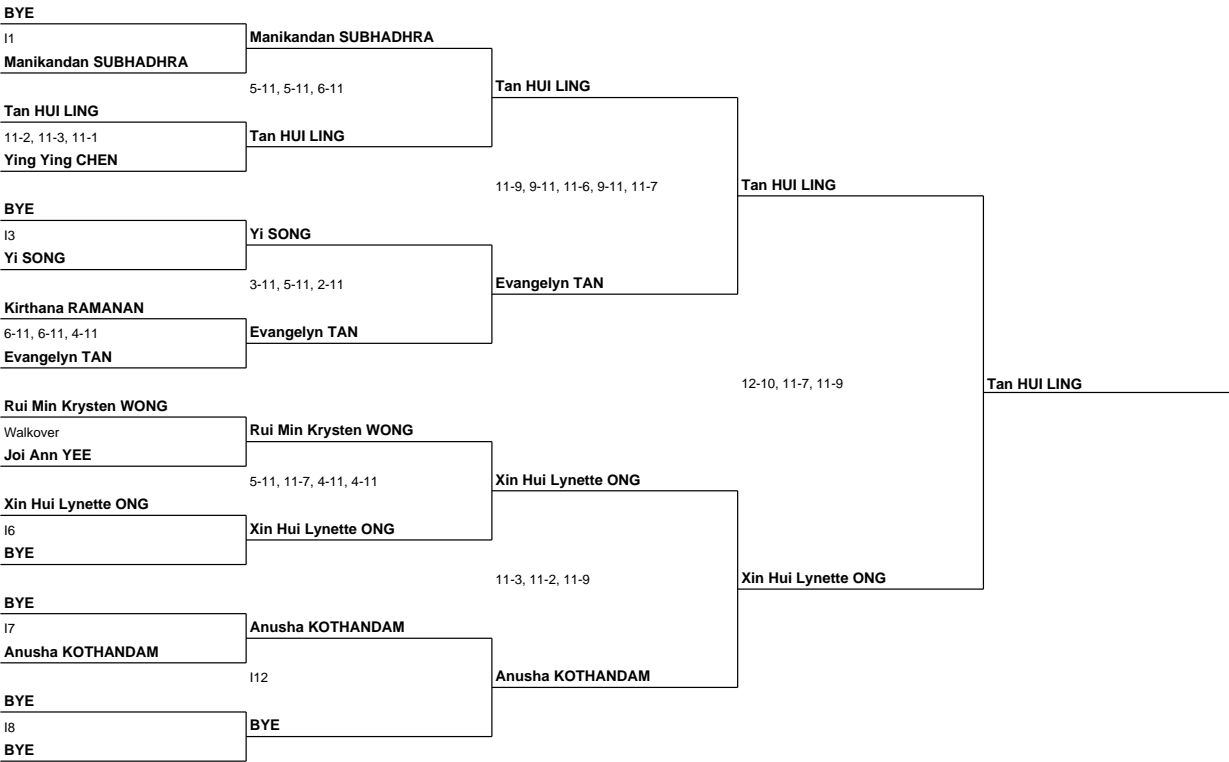 BYE
I1
Manikandan SUBHADHRA
Tan HUI LING
11-2, 11-3, 11-1
Ying Ying CHEN
BYE
I3
Yi SONG
Kirthana RAMANAN
6-11, 6-11, 4-11
Evangelyn TAN
Rui Min Krysten WONG
Walkover
Joi Ann YEE
Xin Hui Lynette ONG
I6
BYE
BYE
I7
Anusha KOTHANDAM
BYE
I8
BYE
Manikandan SUBHADHRA
5-11, 5-11, 6-11
Tan HUI LING
Yi SONG
3-11, 5-11, 2-11
Evangelyn TAN
Rui Min Krysten WONG
5-11, 11-7, 4-11, 4-11
Xin Hui Lynette ONG
Anusha KOTHANDAM
I12
BYE
Tan HUI LING
11-9, 9-11, 11-6, 9-11, 11-7
Evangelyn TAN
Xin Hui Lynette ONG
11-3, 11-2, 11-9
Anusha KOTHANDAM
Tan HUI LING
12-10, 11-7, 11-9
Xin Hui Lynette ONG
Tan HUI LING